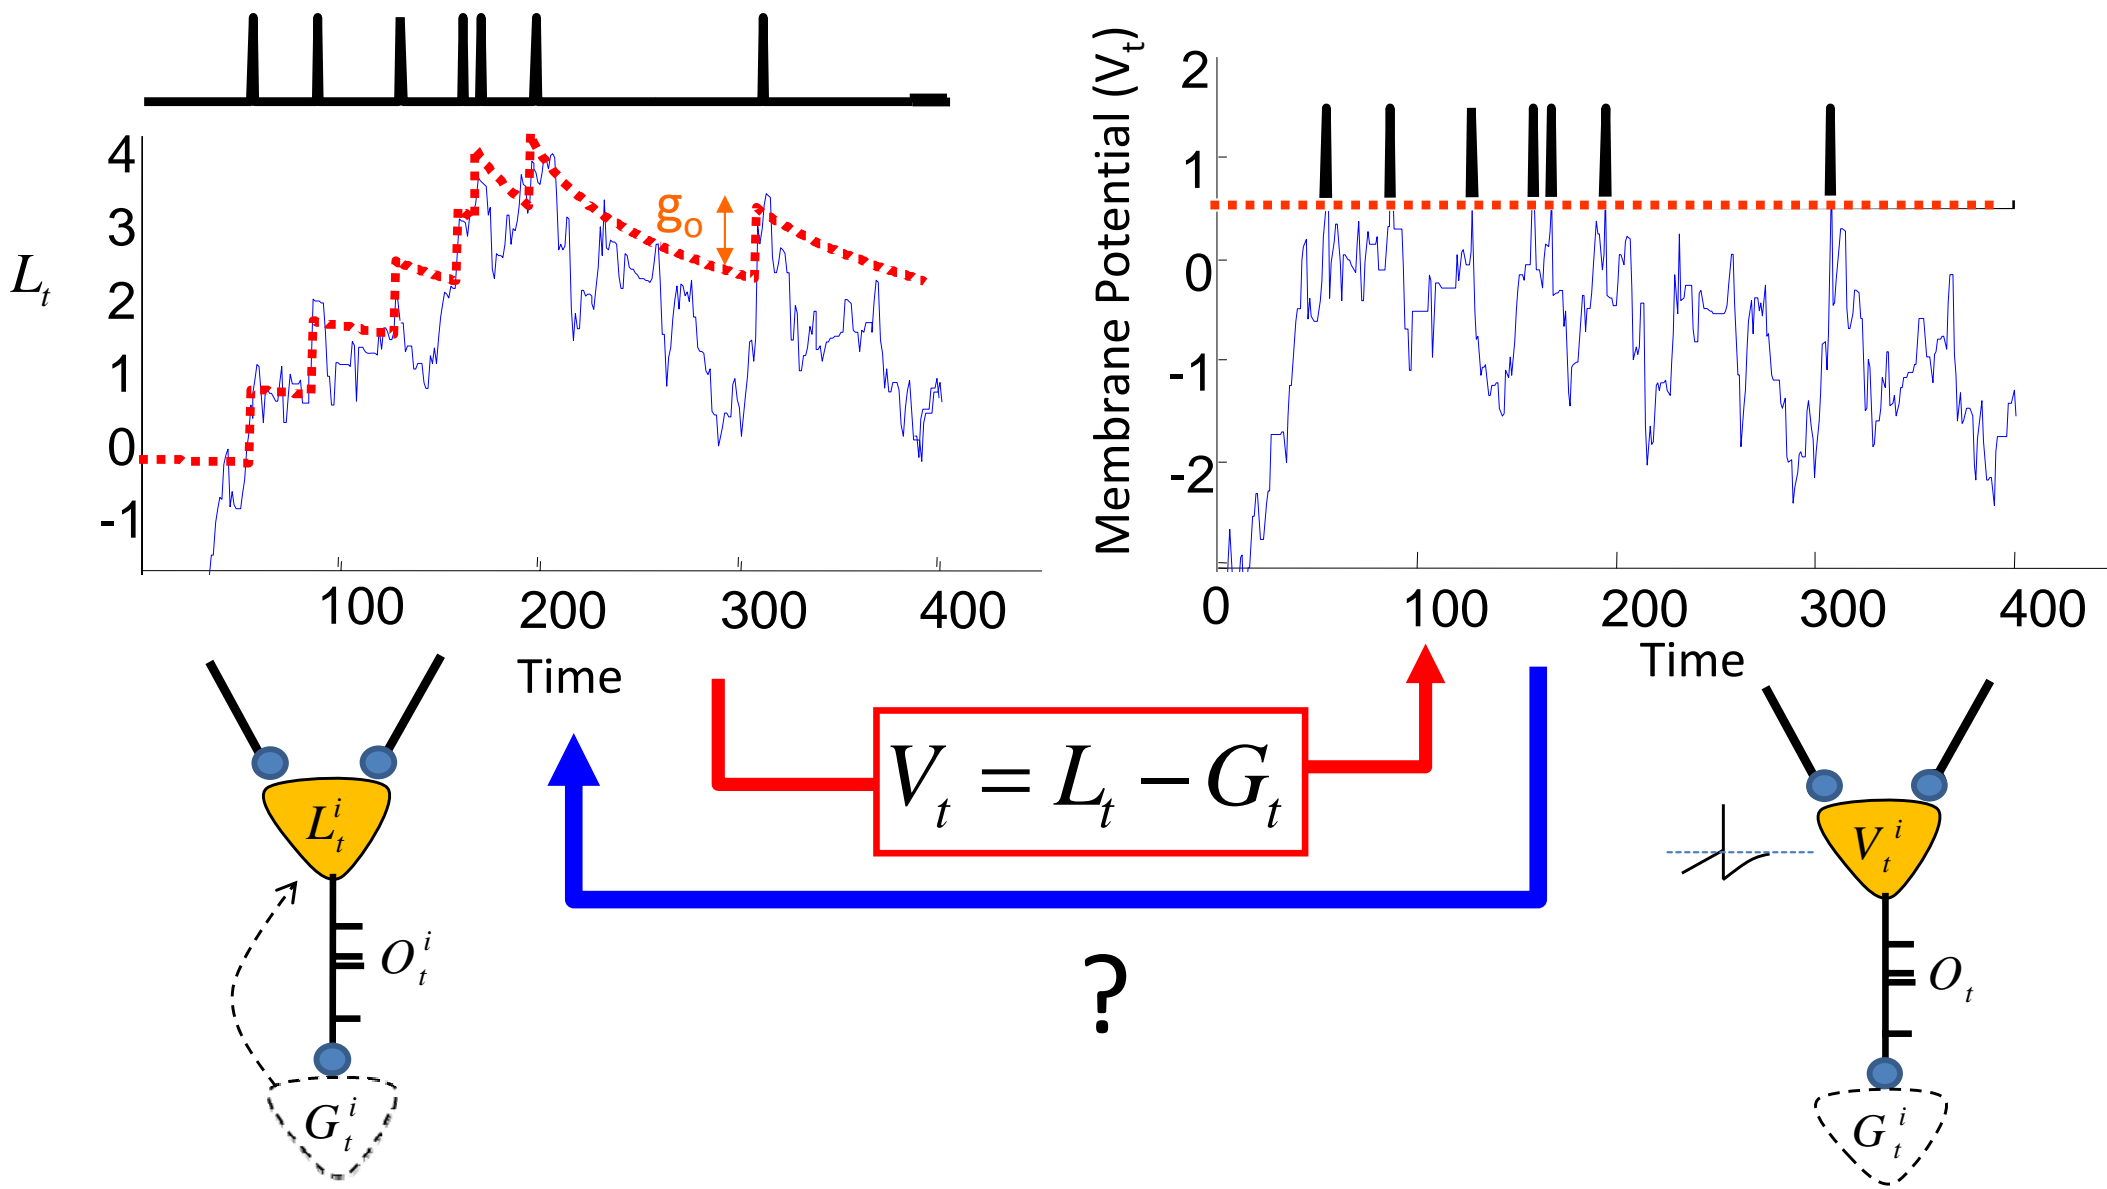 L_t
4
3
2
1
0
-1
g_o
100 200 300 400
Time
Membrane Potential (V_t)
2
1
0
-1
-2
0 100 200 300 400
Time
V_t = L_t − G_t
?
L_t^i
O_t^i
G_t^i
V_t^i
O_t
G_t^i